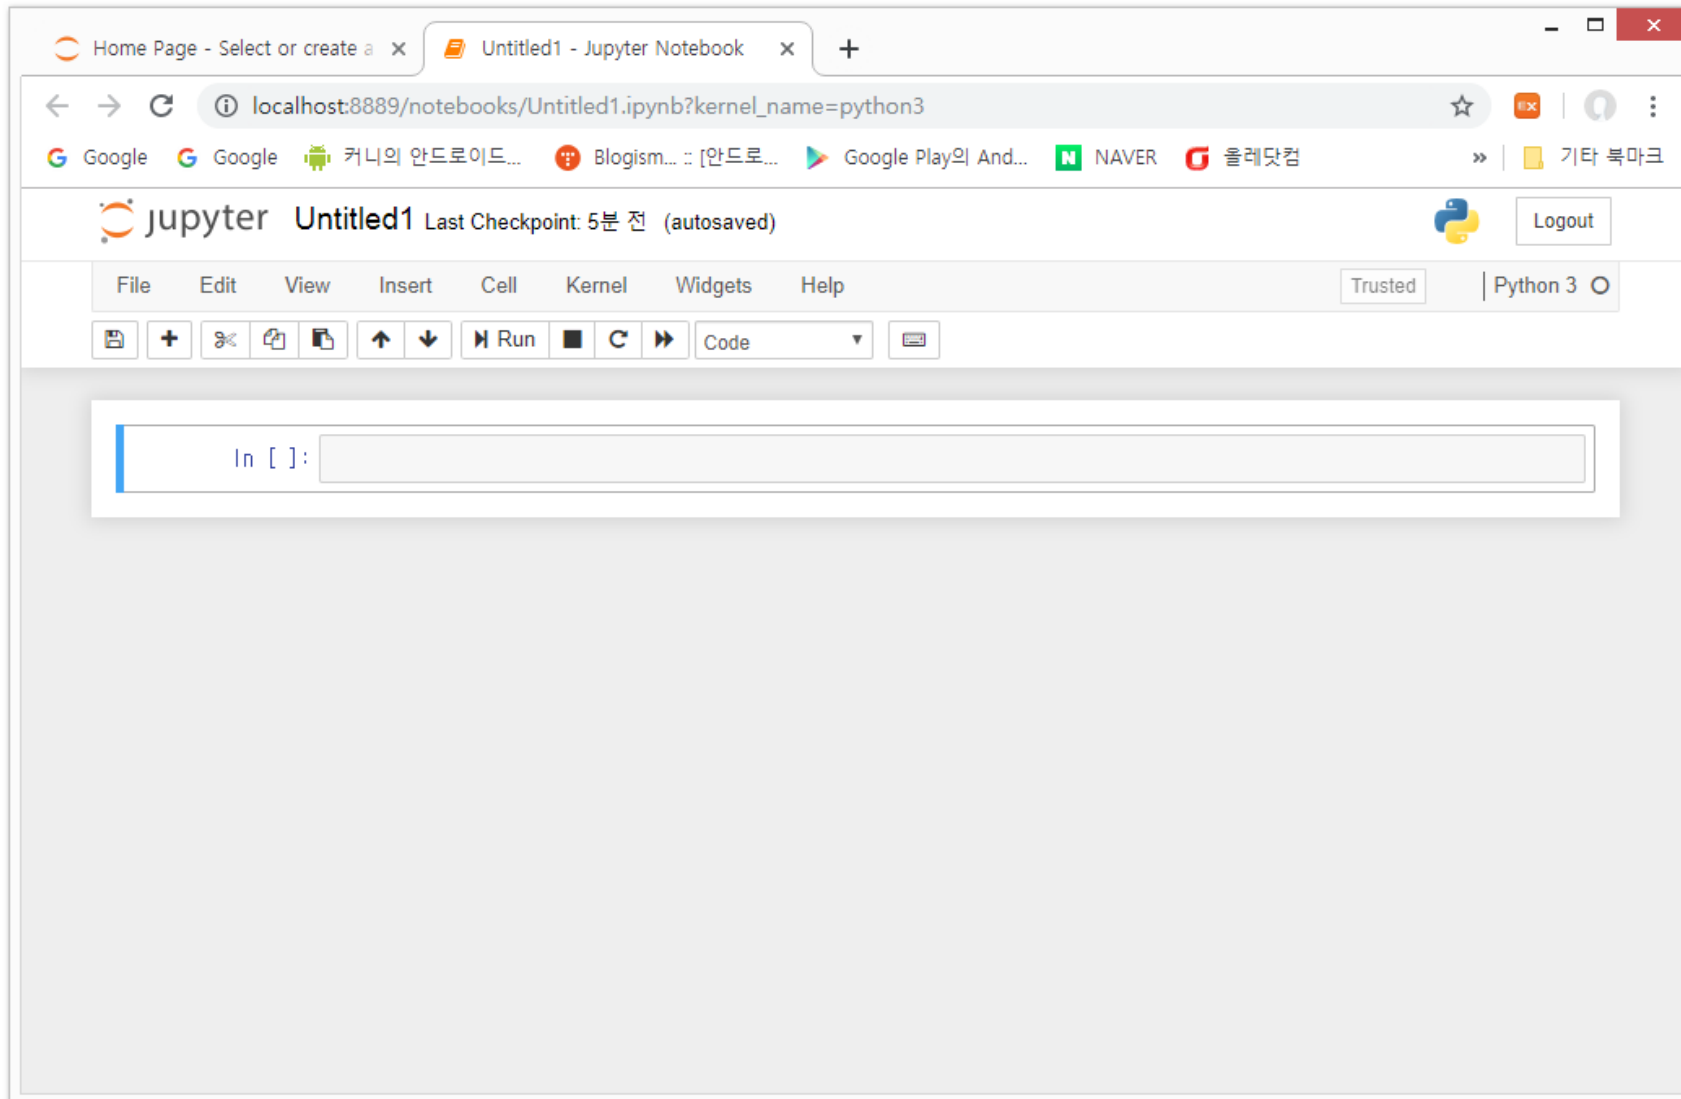 Home Page - Select or create a
Untitled1 - Jupyter Notebook
localhost:8889/notebooks/Untitled1.ipynb?kernel_name=python3
Google Google 커니의 안드로이드... Blogism... :: [안드로... Google Play의 And... NAVER 올레닷컴 » 기타 북마크
jupyter Untitled1 Last Checkpoint: 5분 전 (autosaved) Logout
File Edit View Insert Cell Kernel Widgets Help Trusted Python 3
Run Code
In [ ]: